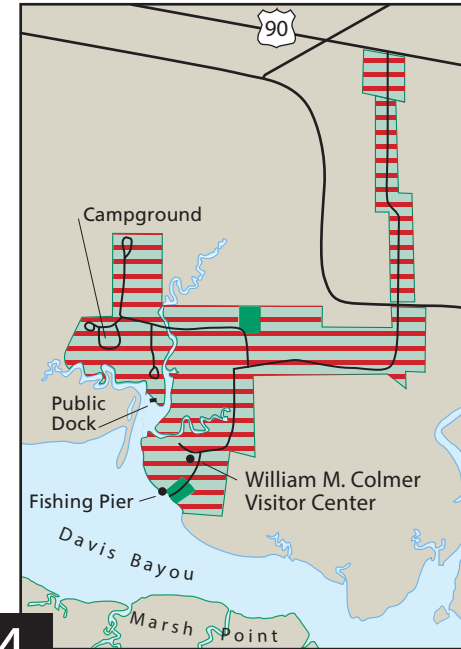 90
Campground
Public
Dock
William M. Colmer
Visitor Center
Fishing Pier
Davis Bayou
Marsh Point
4